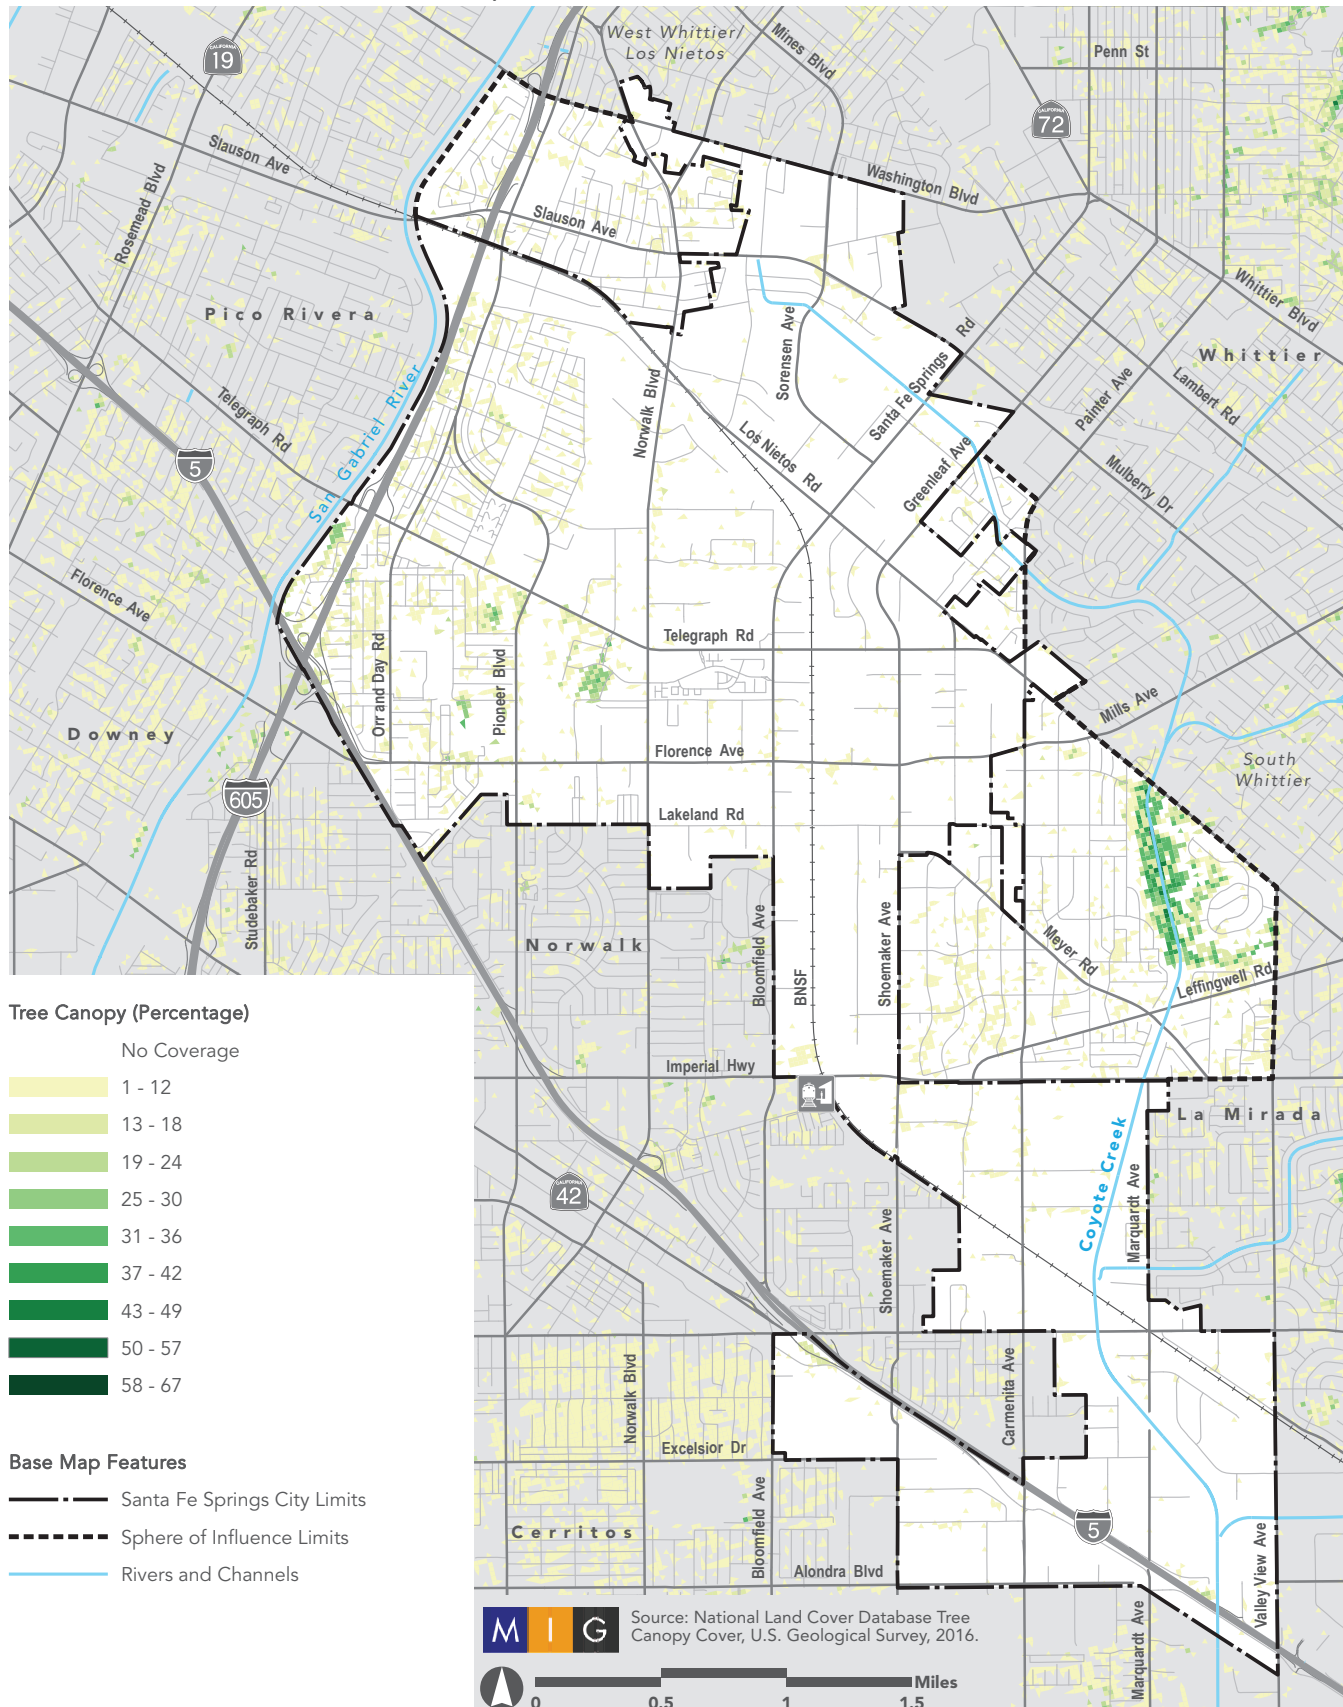 West Whittier/
Los Nietos
Mines Blvd
Penn St
CALIFORNIA
19
CALIFORNIA
72
Slauson Ave
Rosemead Blvd
Washington Blvd
Slauson Ave
Whittier Blvd
Pico Rivera
Whittier
Sorensen Ave
Santa Fe Springs Rd
Painter Ave
Lambert Rd
Telegraph Rd
San Gabriel River
Norwalk Blvd
Los Nietos Rd
Greenleaf Ave
Mulberry Dr
5
Florence Ave
Telegraph Rd
Orr and Day Rd
Pioneer Blvd
Mills Ave
Downey
Florence Ave
South
Whittier
605
Lakeland Rd
Studebaker Rd
Norwalk
Bloomfield Ave
BNSF
Shoemaker Ave
Meyer Rd
Leffingwell Rd
Imperial Hwy
La Mirada
Coyote Creek
Marquardt Ave
CALIFORNIA
42
Shoemaker Ave
Norwalk Blvd
Carmenita Ave
Excelsior Dr
Cerritos
Bloomfield Ave
5
Alondra Blvd
Valley View Ave
Marquardt Ave
Tree Canopy (Percentage)
No Coverage
1 - 12
13 - 18
19 - 24
25 - 30
31 - 36
37 - 42
43 - 49
50 - 57
58 - 67
Base Map Features
Santa Fe Springs City Limits
Sphere of Influence Limits
Rivers and Channels
M I G
Source: National Land Cover Database Tree
Canopy Cover, U.S. Geological Survey, 2016.
Miles
0 0.5 1 1.5